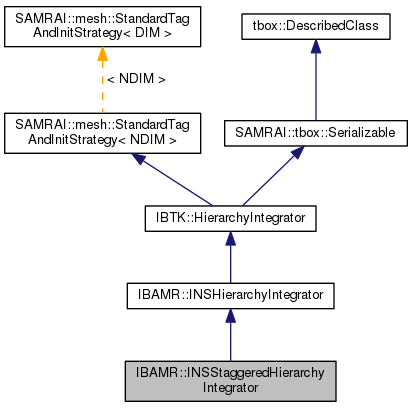 SAMRAI::mesh::StandardTag
AndInitStrategy< DIM >
tbox::DescribedClass
< NDIM >
SAMRAI::mesh::StandardTag
AndInitStrategy< NDIM >
SAMRAI::tbox::Serializable
IBTK::HierarchyIntegrator
IBAMR::INSHierarchyIntegrator
IBAMR::INSStaggeredHierarchy
Integrator